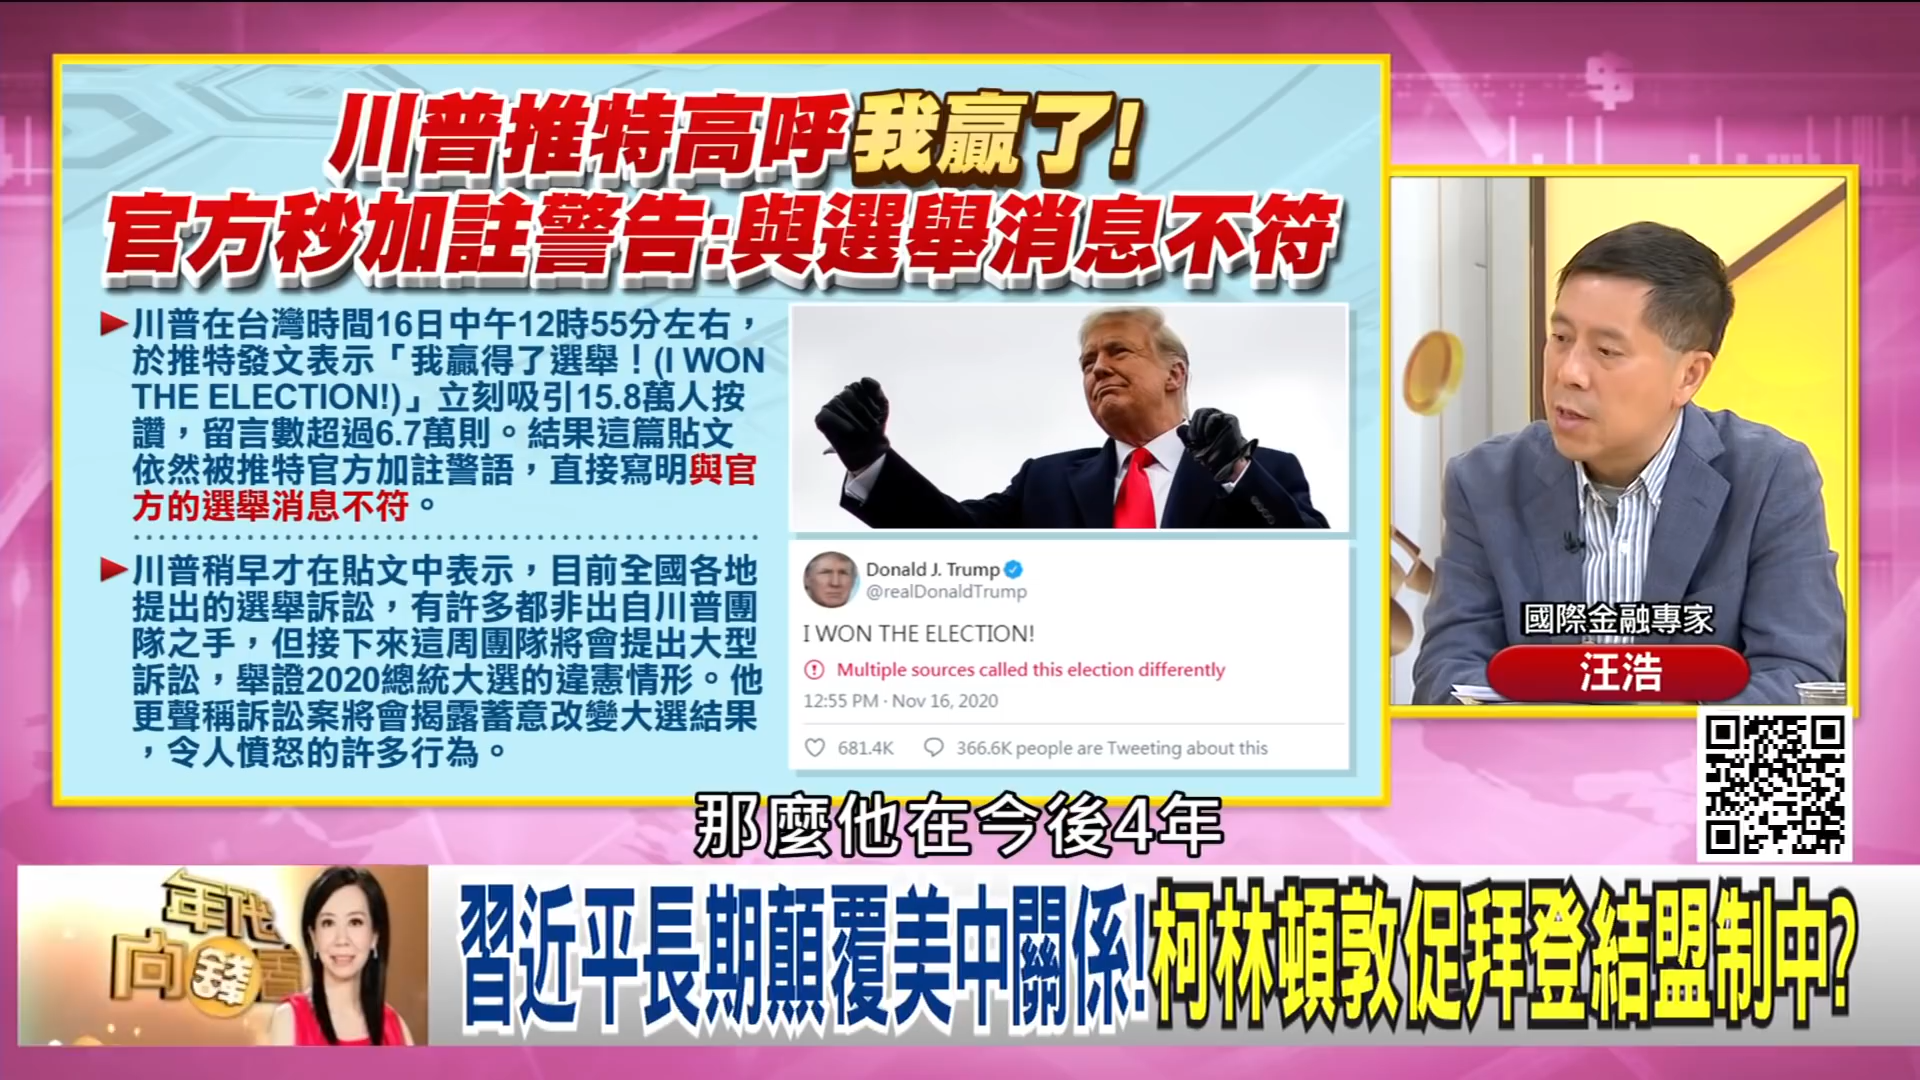 川普推特高呼我贏了!
官方秒加註警告:與選舉消息不符
川普在台灣時間16日中午12時55分左右，
於推特發文表示「我贏得了選舉！(I WON
THE ELECTION!)」立刻吸引15.8萬人按
讚，留言數超過6.7萬則。結果這篇貼文
依然被推特官方加註警語，直接寫明與官
方的選舉消息不符。
川普稍早才在貼文中表示，目前全國各地
提出的選舉訴訟，有許多都非出自川普團
隊之手，但接下來這周團隊將會提出大型
訴訟，舉證2020總統大選的違憲情形。他
更聲稱訴訟案將會揭露蓄意改變大選結果
，令人憤怒的許多行為。
Donald J. Trump
@realDonaldTrump
I WON THE ELECTION!
Multiple sources called this election differently
12:55 PM · Nov 16, 2020
681.4K 366.6K people are Tweeting about this
國際金融專家
汪浩
那麼他在今後4年
年代
向錢看
習近平長期顛覆美中關係!柯林頓敦促拜登結盟制中?